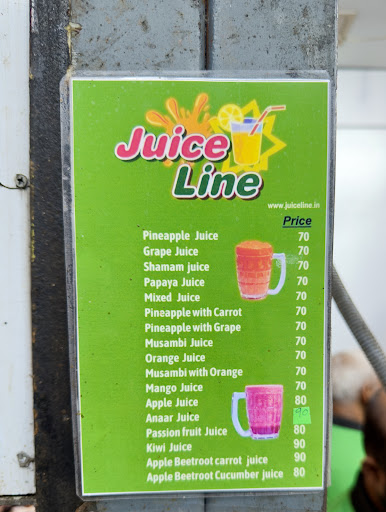 Juice
Line
www.juiceline.in
Price
Pineapple Juice 70
Grape Juice 70
Shamam juice 70
Papaya Juice 70
Mixed Juice 70
Pineapple with Carrot 70
Pineapple with Grape 70
Musambi Juice 70
Orange Juice 70
Musambi with Orange 70
Mango Juice 70
Apple Juice 80
Anaar Juice 90
Passion fruit Juice 80
Kiwi Juice 90
Apple Beetroot carrot juice 90
Apple Beetroot Cucumber juice 80